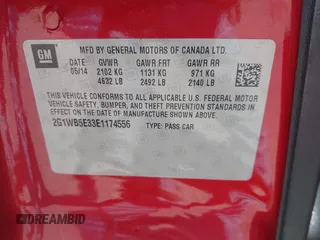 GM
MFD BY GENERAL MOTORS OF CANADA LTD.
DATE GVWR GAWR FRT GAWR RR
05/14 2102 KG 1131 KG 971 KG
4632 LB 2492 LB 2140 LB
THIS VEHICLE CONFORMS TO ALL APPLICABLE U.S. FEDERAL MOTOR
VEHICLE SAFETY, BUMPER, AND THEFT PREVENTION STANDARDS
IN EFFECT ON THE DATE OF MANUFACTURE SHOWN ABOVE.
2G1WB5E33E1174556 TYPE: PASS CAR
DREAMBID